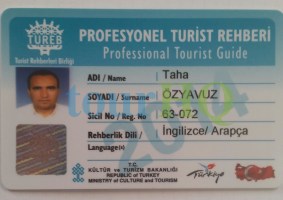 TUREB
Turist Rehberleri Birliği
PROFESYONEL TURİST REHBERİ
Professional Tourist Guide
ADI / Name
Taha
SOYADI / Surname
ÖZYAVUZ
Sicil No / Reg. No
63-072
Rehberlik Dili /
Language(s)
İngilizce/ Arapça
T.C.
KÜLTÜR ve TURİZM BAKANLIĞI
REPUBLIC of TURKEY
MINISTRY of CULTURE and TOURISM
Türkiye